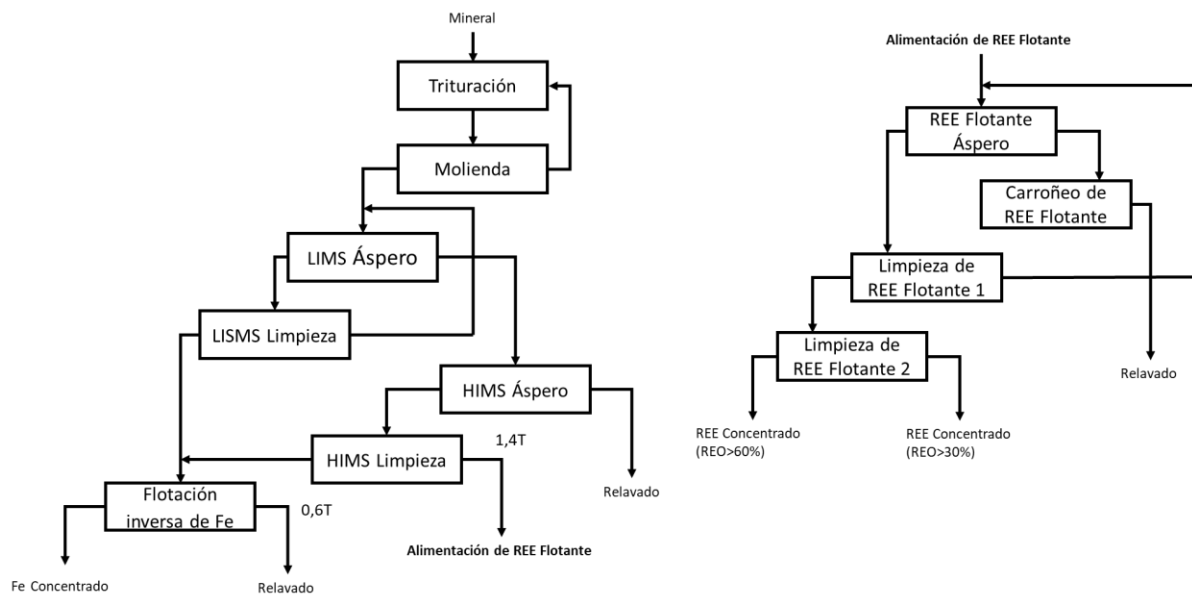 Mineral
Trituración
Molienda
LIMS Áspero
LISMS Limpieza
HIMS Áspero
1,4T
HIMS Limpieza
Relavado
Flotación
inversa de Fe
0,6T
Alimentación de REE Flotante
Fe Concentrado
Relavado
Alimentación de REE Flotante
REE Flotante
Áspero
Carroñeo de
REE Flotante
Limpieza de
REE Flotante 1
Limpieza de
REE Flotante 2
Relavado
REE Concentrado
(REO>60%)
REE Concentrado
(REO>30%)